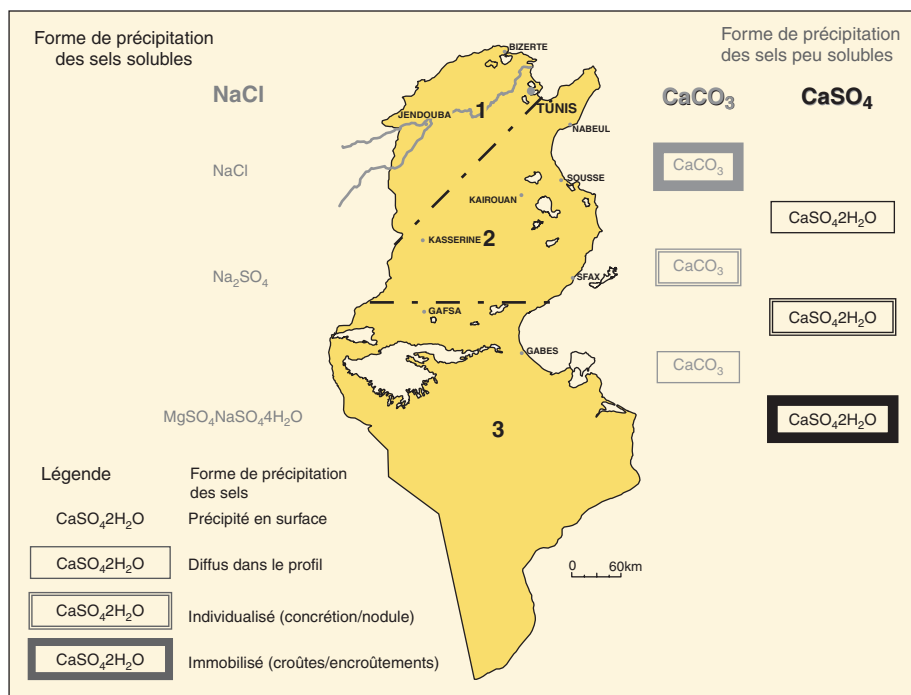 Forme de précipitation
des sels solubles
Forme de précipitation
des sels peu solubles
NaCl
CaCO₃
CaSO₄
BIZERTE
1
TUNIS
JENDOUBA
NABEUL
NaCl
CaCO₃
SOUSSE
KAIROUAN
CaSO₄2H₂O
KASSERINE
2
Na₂SO₄
CaCO₃
SFAX
GAFSA
CaSO₄2H₂O
GABES
CaCO₃
MgSO₄NaSO₄4H₂O
3
CaSO₄2H₂O
Légende
Forme de précipitation
des sels
CaSO₄2H₂O
Précipité en surface
CaSO₄2H₂O
Diffus dans le profil
0 60km
CaSO₄2H₂O
Individualisé (concrétion/nodule)
CaSO₄2H₂O
Immobilisé (croûtes/encroûtements)